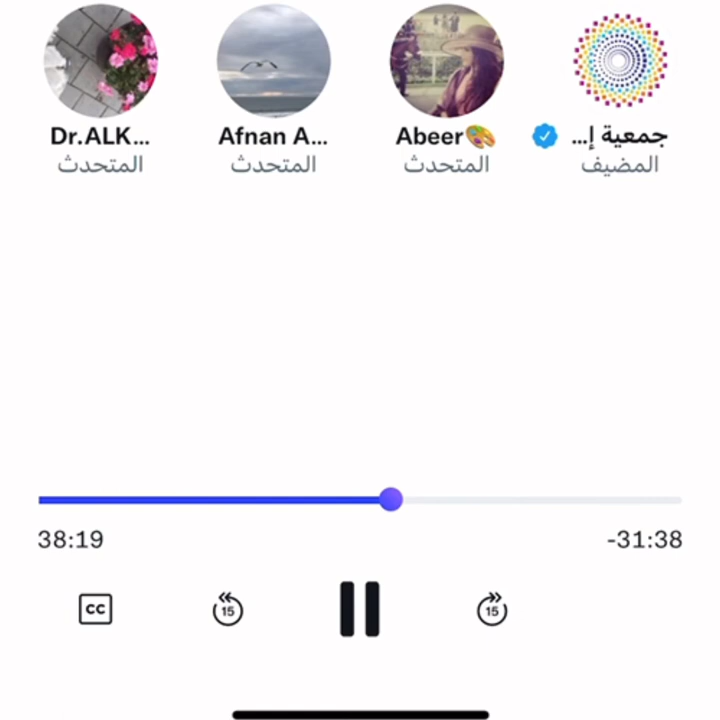 Dr.ALK...
المتحدث
Afnan A...
المتحدث
Abeer🎨
المتحدث
جمعية إ...
المضيف
38:19
-31:38
CC
15
15